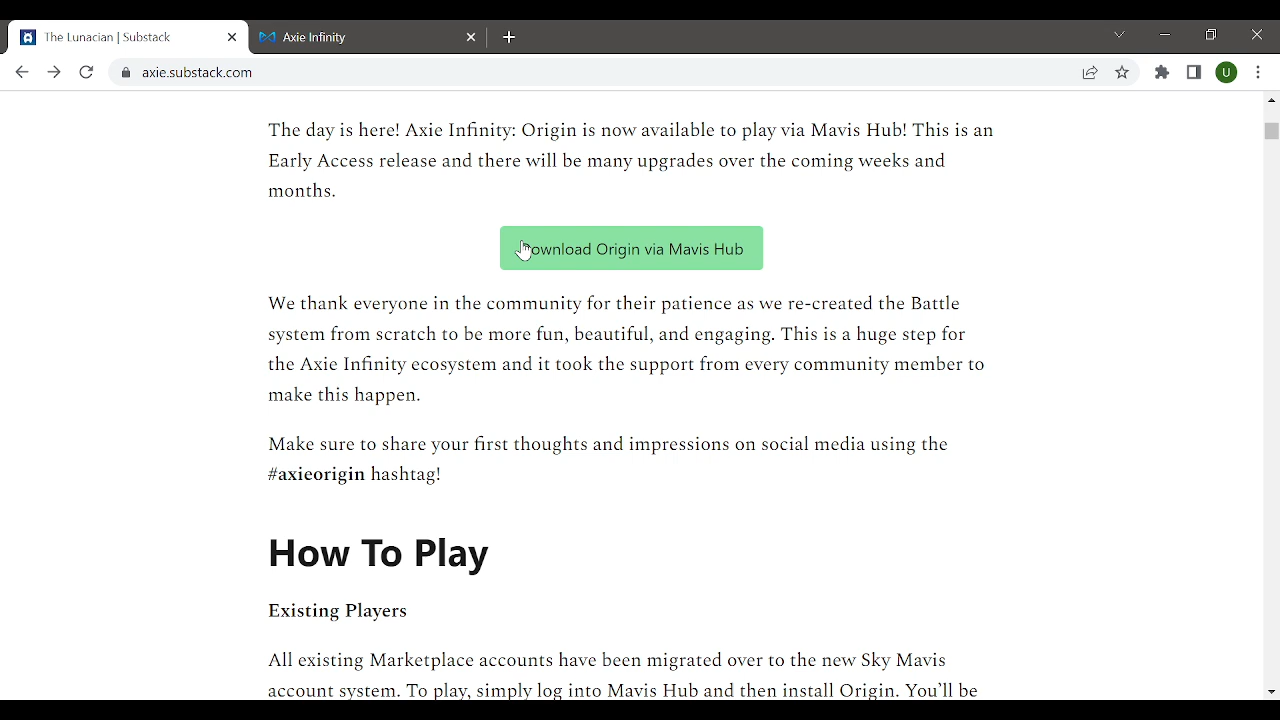 The Lunacian | Substack
Axie Infinity
axie.substack.com
U
The day is here! Axie Infinity: Origin is now available to play via Mavis Hub! This is an
Early Access release and there will be many upgrades over the coming weeks and
months.
Download Origin via Mavis Hub
We thank everyone in the community for their patience as we re-created the Battle
system from scratch to be more fun, beautiful, and engaging. This is a huge step for
the Axie Infinity ecosystem and it took the support from every community member to
make this happen.
Make sure to share your first thoughts and impressions on social media using the
#axieorigin hashtag!
How To Play
Existing Players
All existing Marketplace accounts have been migrated over to the new Sky Mavis
account system. To play, simply log into Mavis Hub and then install Origin. You'll be